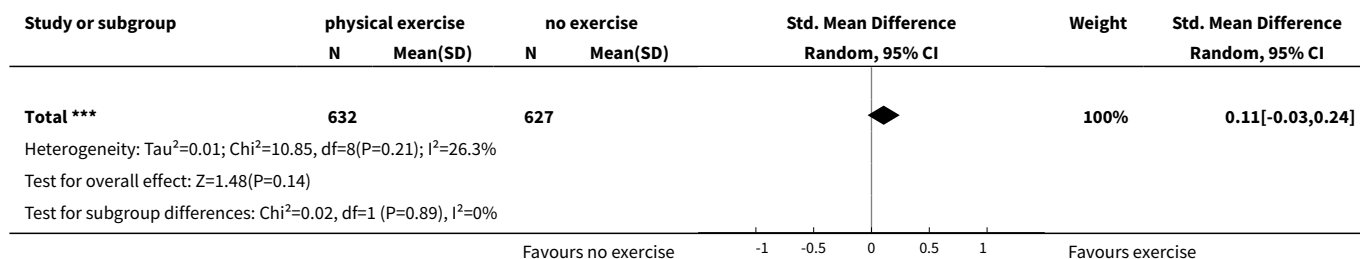 Study or subgroup physical exercise no exercise Std. Mean Difference Weight Std. Mean Difference
N Mean(SD) N Mean(SD) Random, 95% CI Random, 95% CI
Total *** 632 627 100% 0.11[-0.03,0.24]
Heterogeneity: Tau²=0.01; Chi²=10.85, df=8(P=0.21); I²=26.3%
Test for overall effect: Z=1.48(P=0.14)
Test for subgroup differences: Chi²=0.02, df=1 (P=0.89), I²=0%
Favours no exercise -1 -0.5 0 0.5 1 Favours exercise